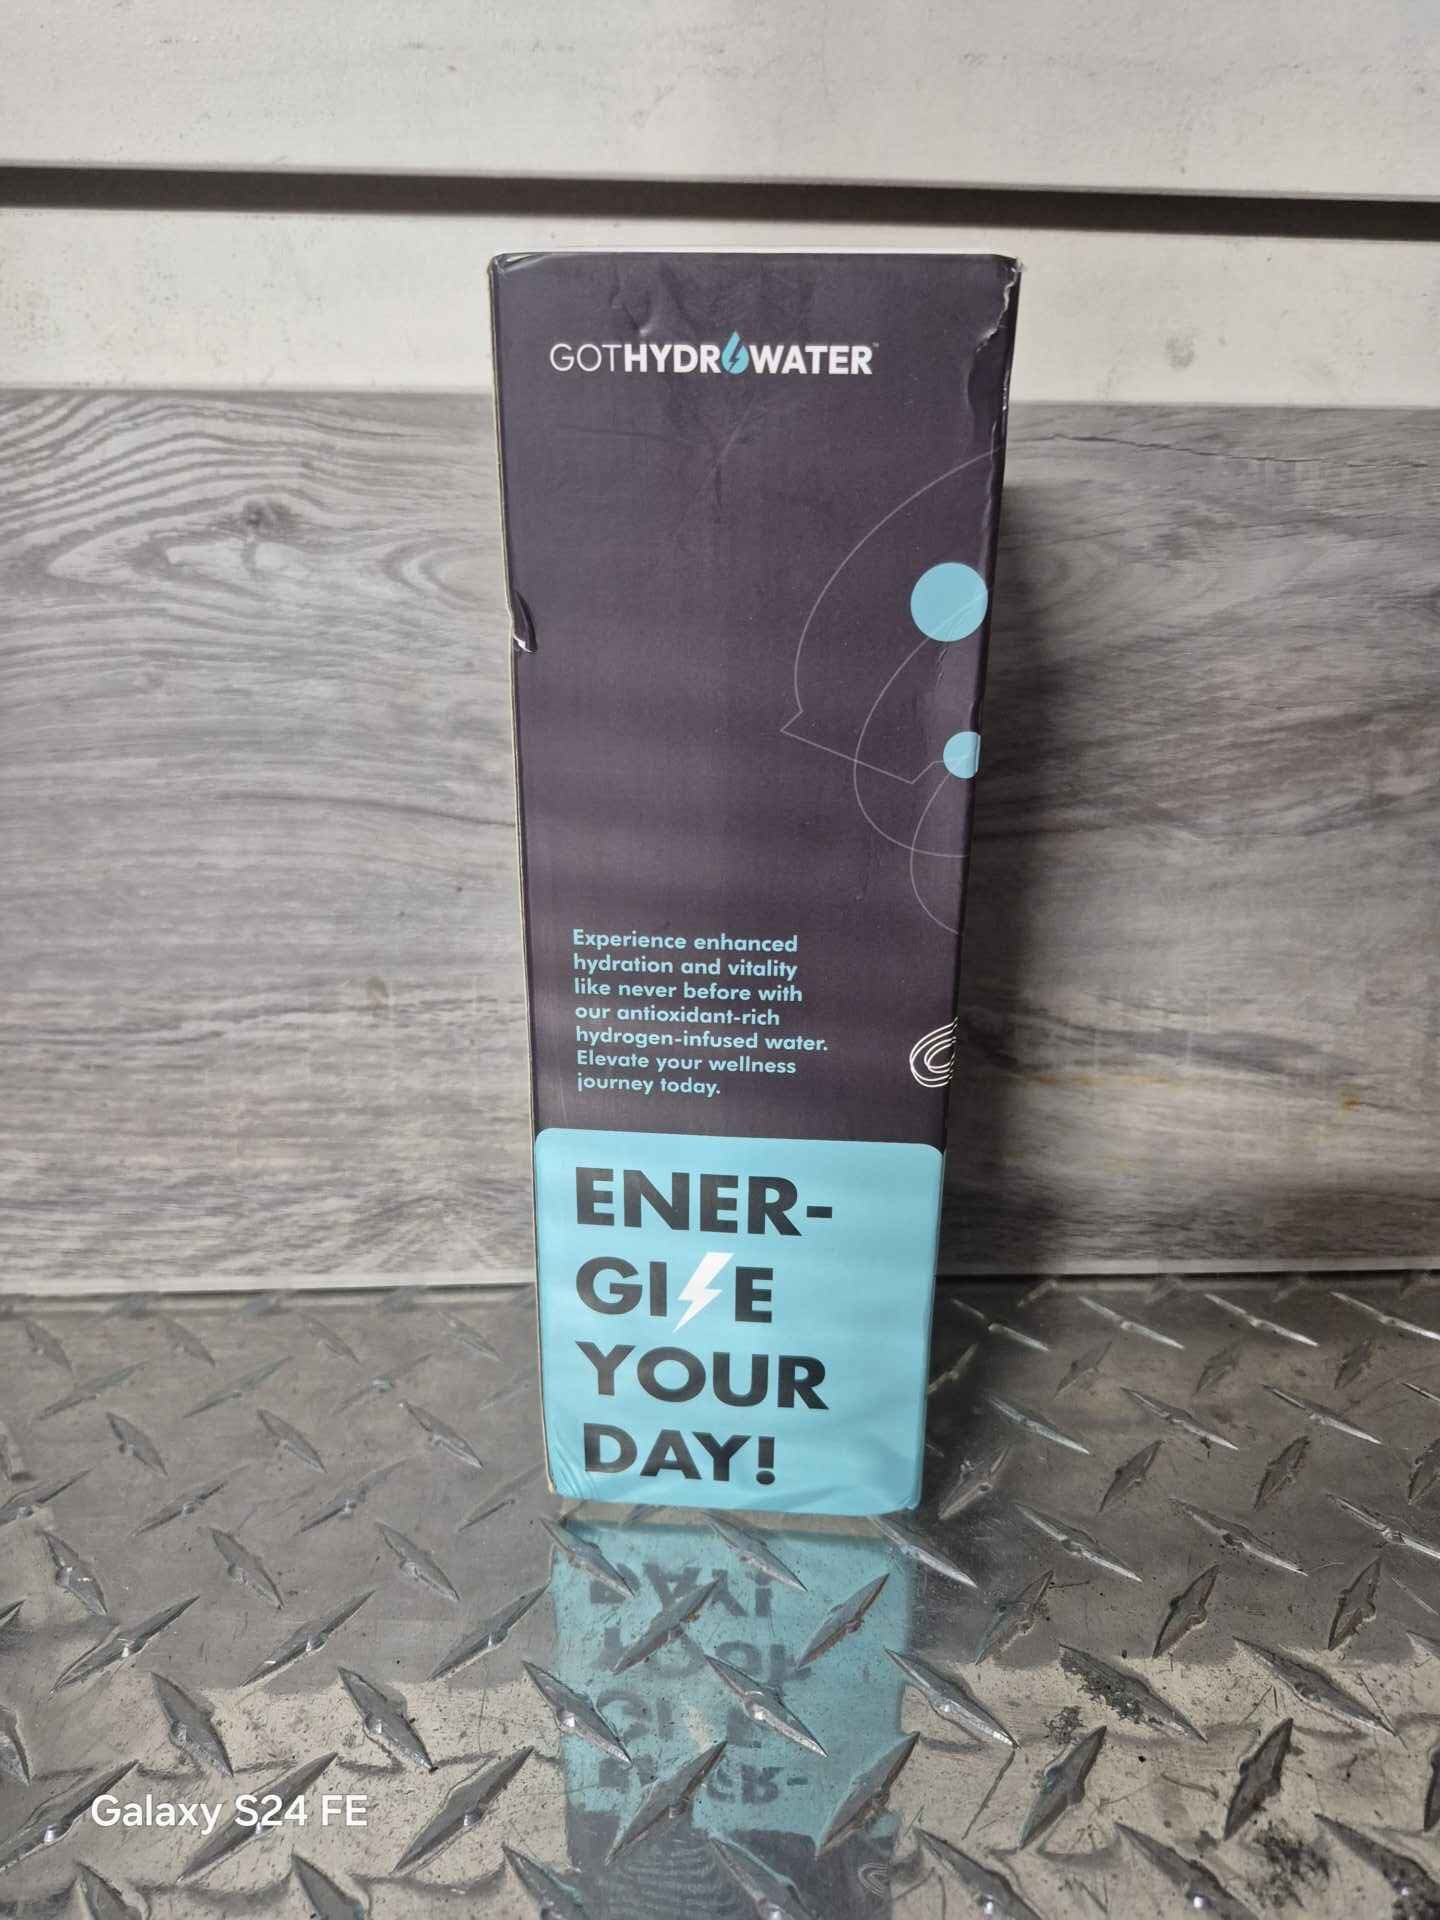 GOTHYDROWATER™
Experience enhanced
hydration and vitality
like never before with
our antioxidant-rich
hydrogen-infused water.
Elevate your wellness
journey today.
ENER-
GIZE
YOUR
DAY!
Galaxy S24 FE